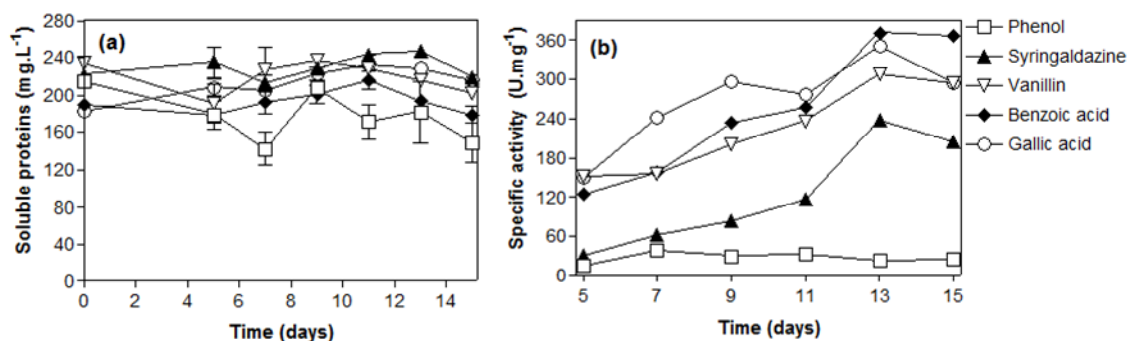 (a)
Soluble proteins (mg.L-1)
280
240
200
160
120
80
40
0
0 2 4 6 8 10 12 14
Time (days)
(b)
Specific activity (U.mg-1)
360
300
240
180
120
60
0
5 7 9 11 13 15
Time (days)
Phenol
Syringaldazine
Vanillin
Benzoic acid
Gallic acid